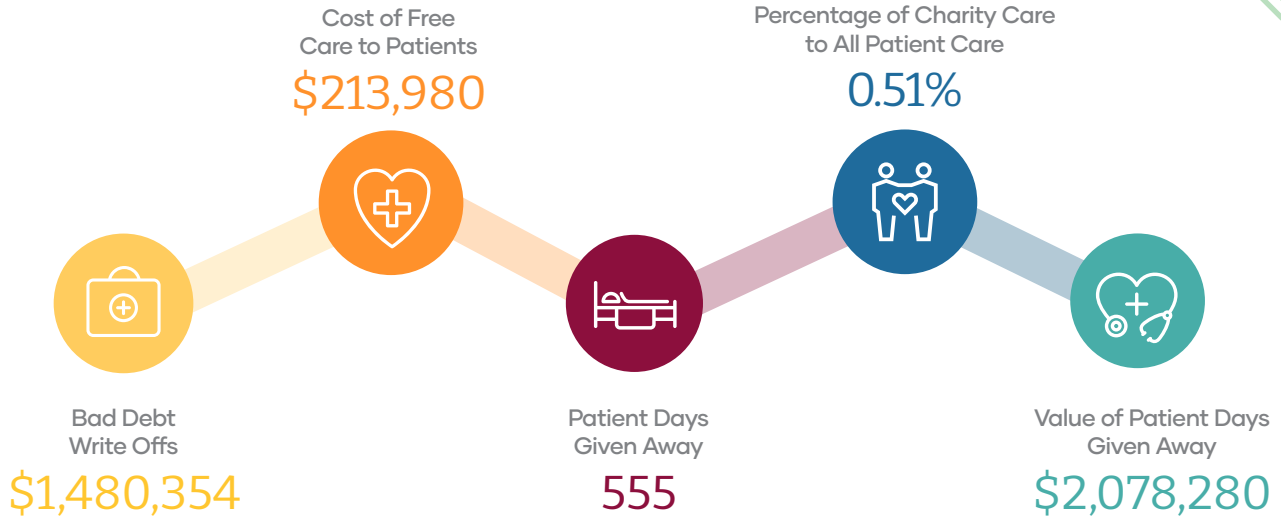 Cost of Free
Care to Patients
$213,980
Percentage of Charity Care
to All Patient Care
0.51%
Bad Debt
Write Offs
$1,480,354
Patient Days
Given Away
555
Value of Patient Days
Given Away
$2,078,280